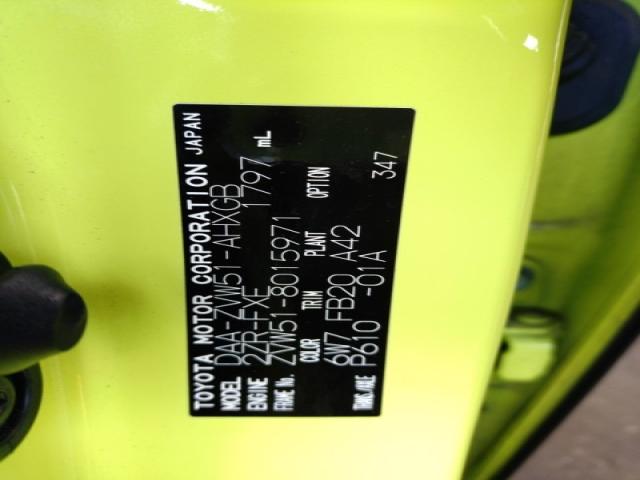 TOYOTA MOTOR CORPORATION JAPAN
MODEL DAA-ZVW51-AHXGB
ENGINE 2ZR-FXE 1797 mL
FRAME No. ZVW51-8015971
COLOR TRIM PLANT OPTION
6W7 FB20 A42
TRANS./AXLE P610 -01A 347